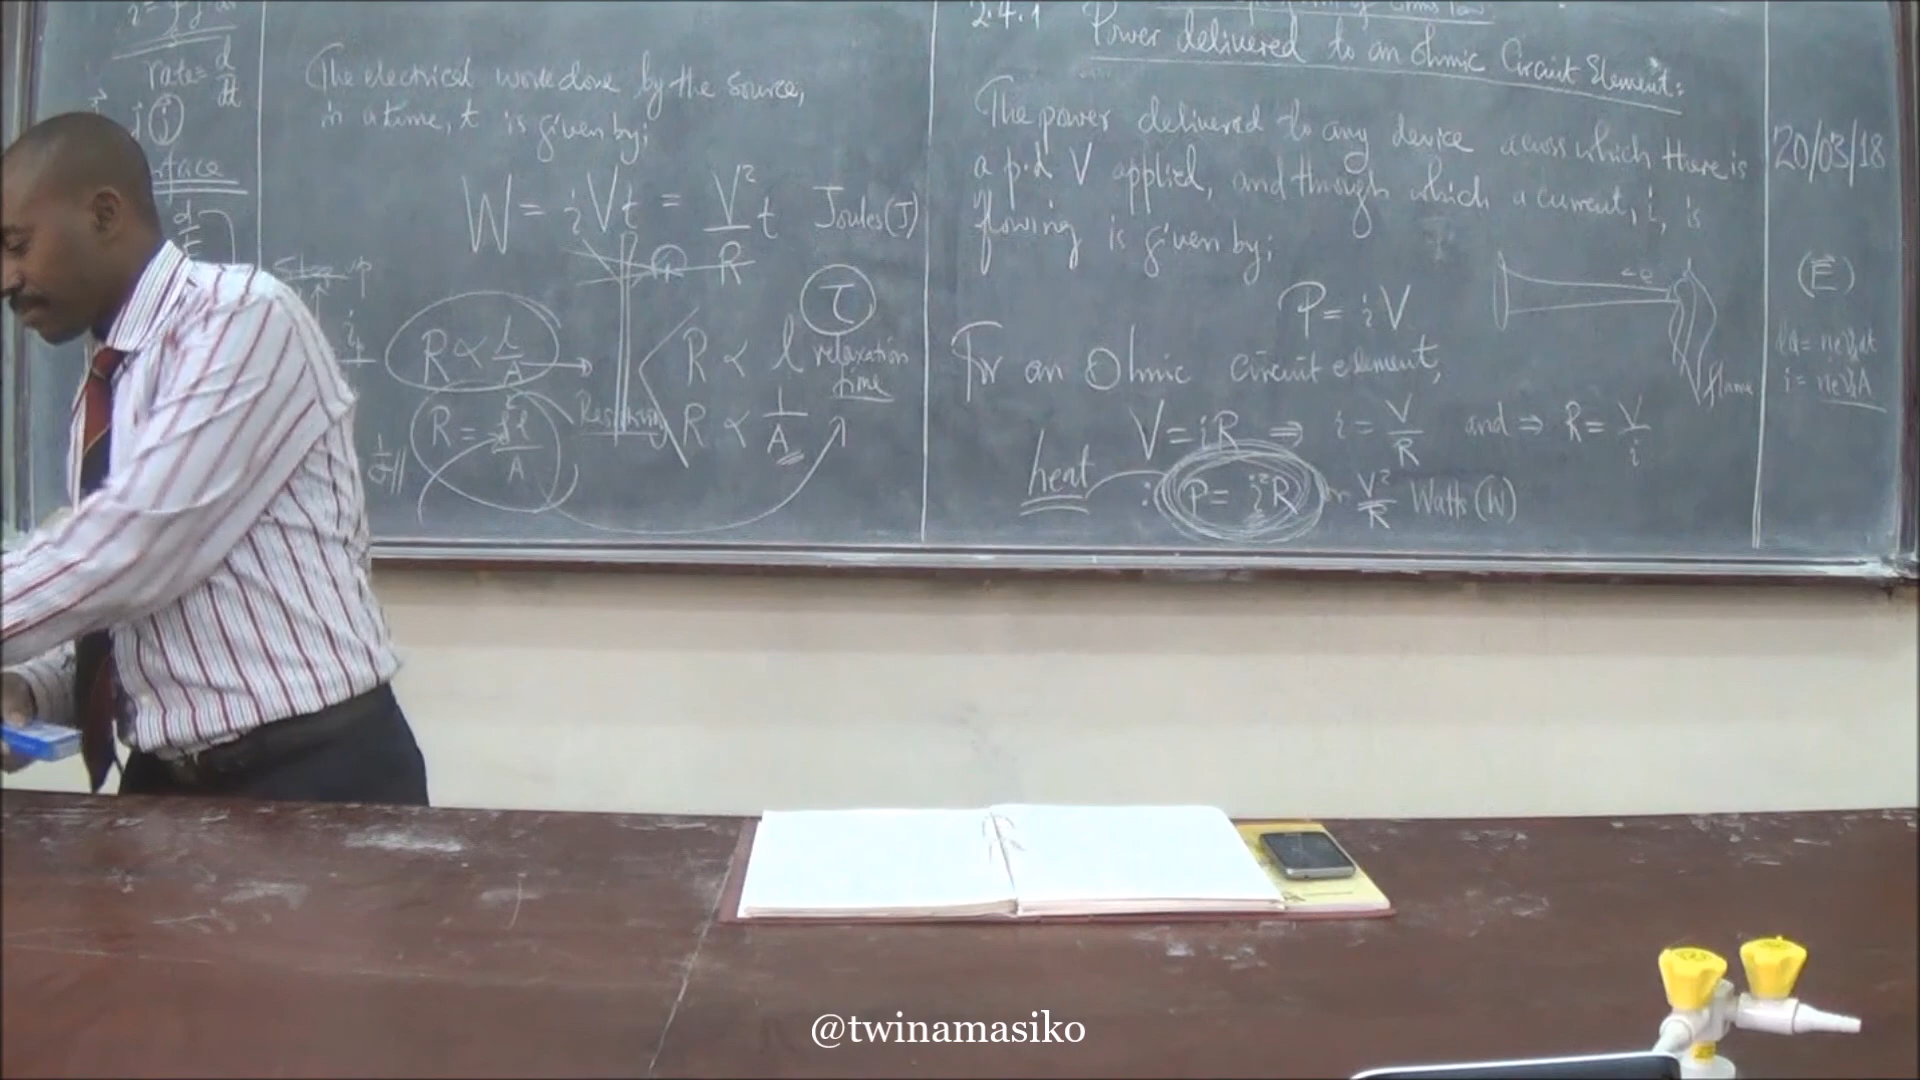 rate = d/dt
The electrical work done by the source,
in a time, t is given by;
W = iVt = V²/R t Joules (J)
R ∝ l/A
R ∝ l
τ
relaxation
time
R ∝ 1/A
R = ρl/A
2.4.1
Power delivered to an Ohmic Circuit Element:
The power delivered to any device across which there is
a p.d V applied, and through which a current, i, is
flowing is given by;
P = iV
For an Ohmic circuit element,
V = iR ⇒ i = V/R and ⇒ R = V/i
heat
∴ P = i²R or V²/R Watts (W)
flame
20/03/18
(E⃗)
@twinamasiko